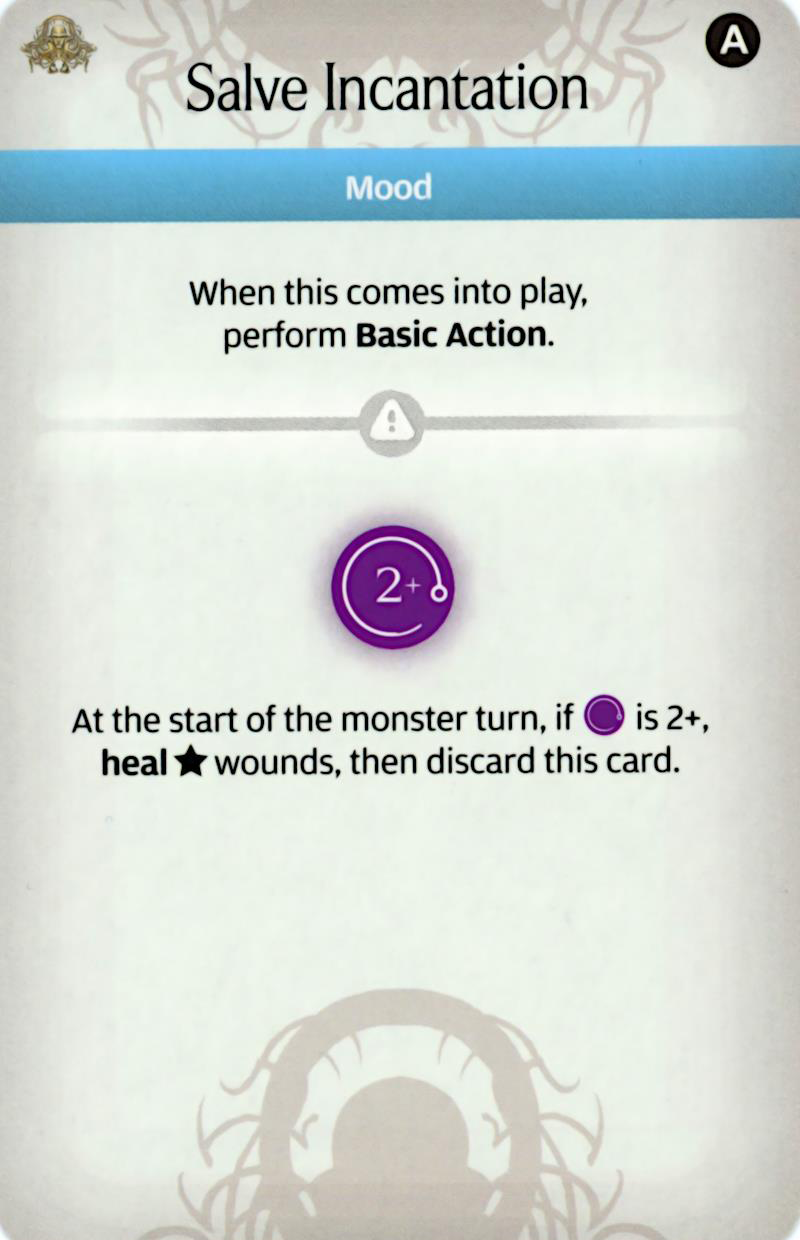 A
Salve Incantation
Mood
When this comes into play,
perform Basic Action.
2+
At the start of the monster turn, if is 2+,
heal ★ wounds, then discard this card.